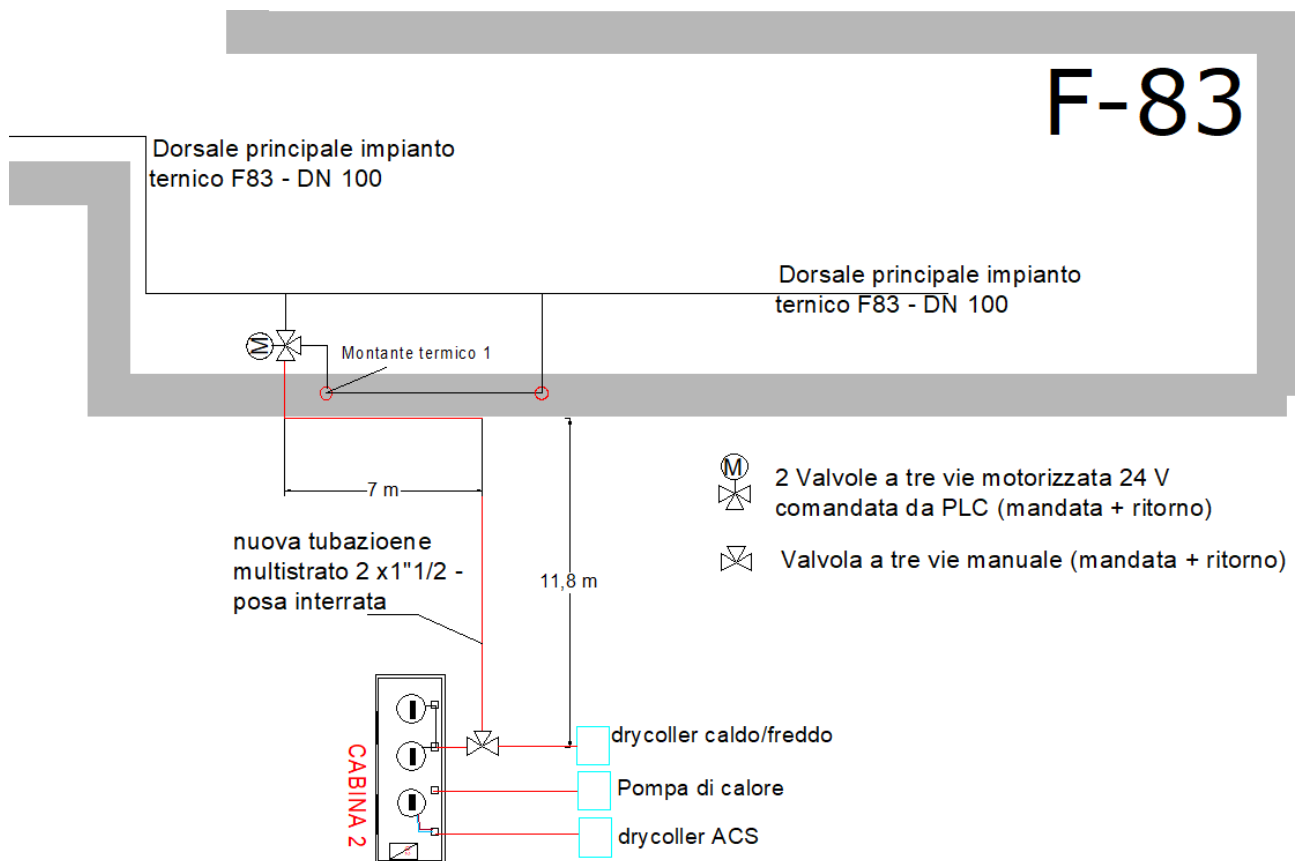 F-83
Dorsale principale impianto
ternico F83 - DN 100
Dorsale principale impianto
ternico F83 - DN 100
M
Montante termico 1
7 m
11,8 m
M
2 Valvole a tre vie motorizzata 24 V
comandata da PLC (mandata + ritorno)
Valvola a tre vie manuale (mandata + ritorno)
nuova tubazioene
multistrato 2 x1"1/2 -
posa interrata
CABINA 2
drycoller caldo/freddo
Pompa di calore
drycoller ACS